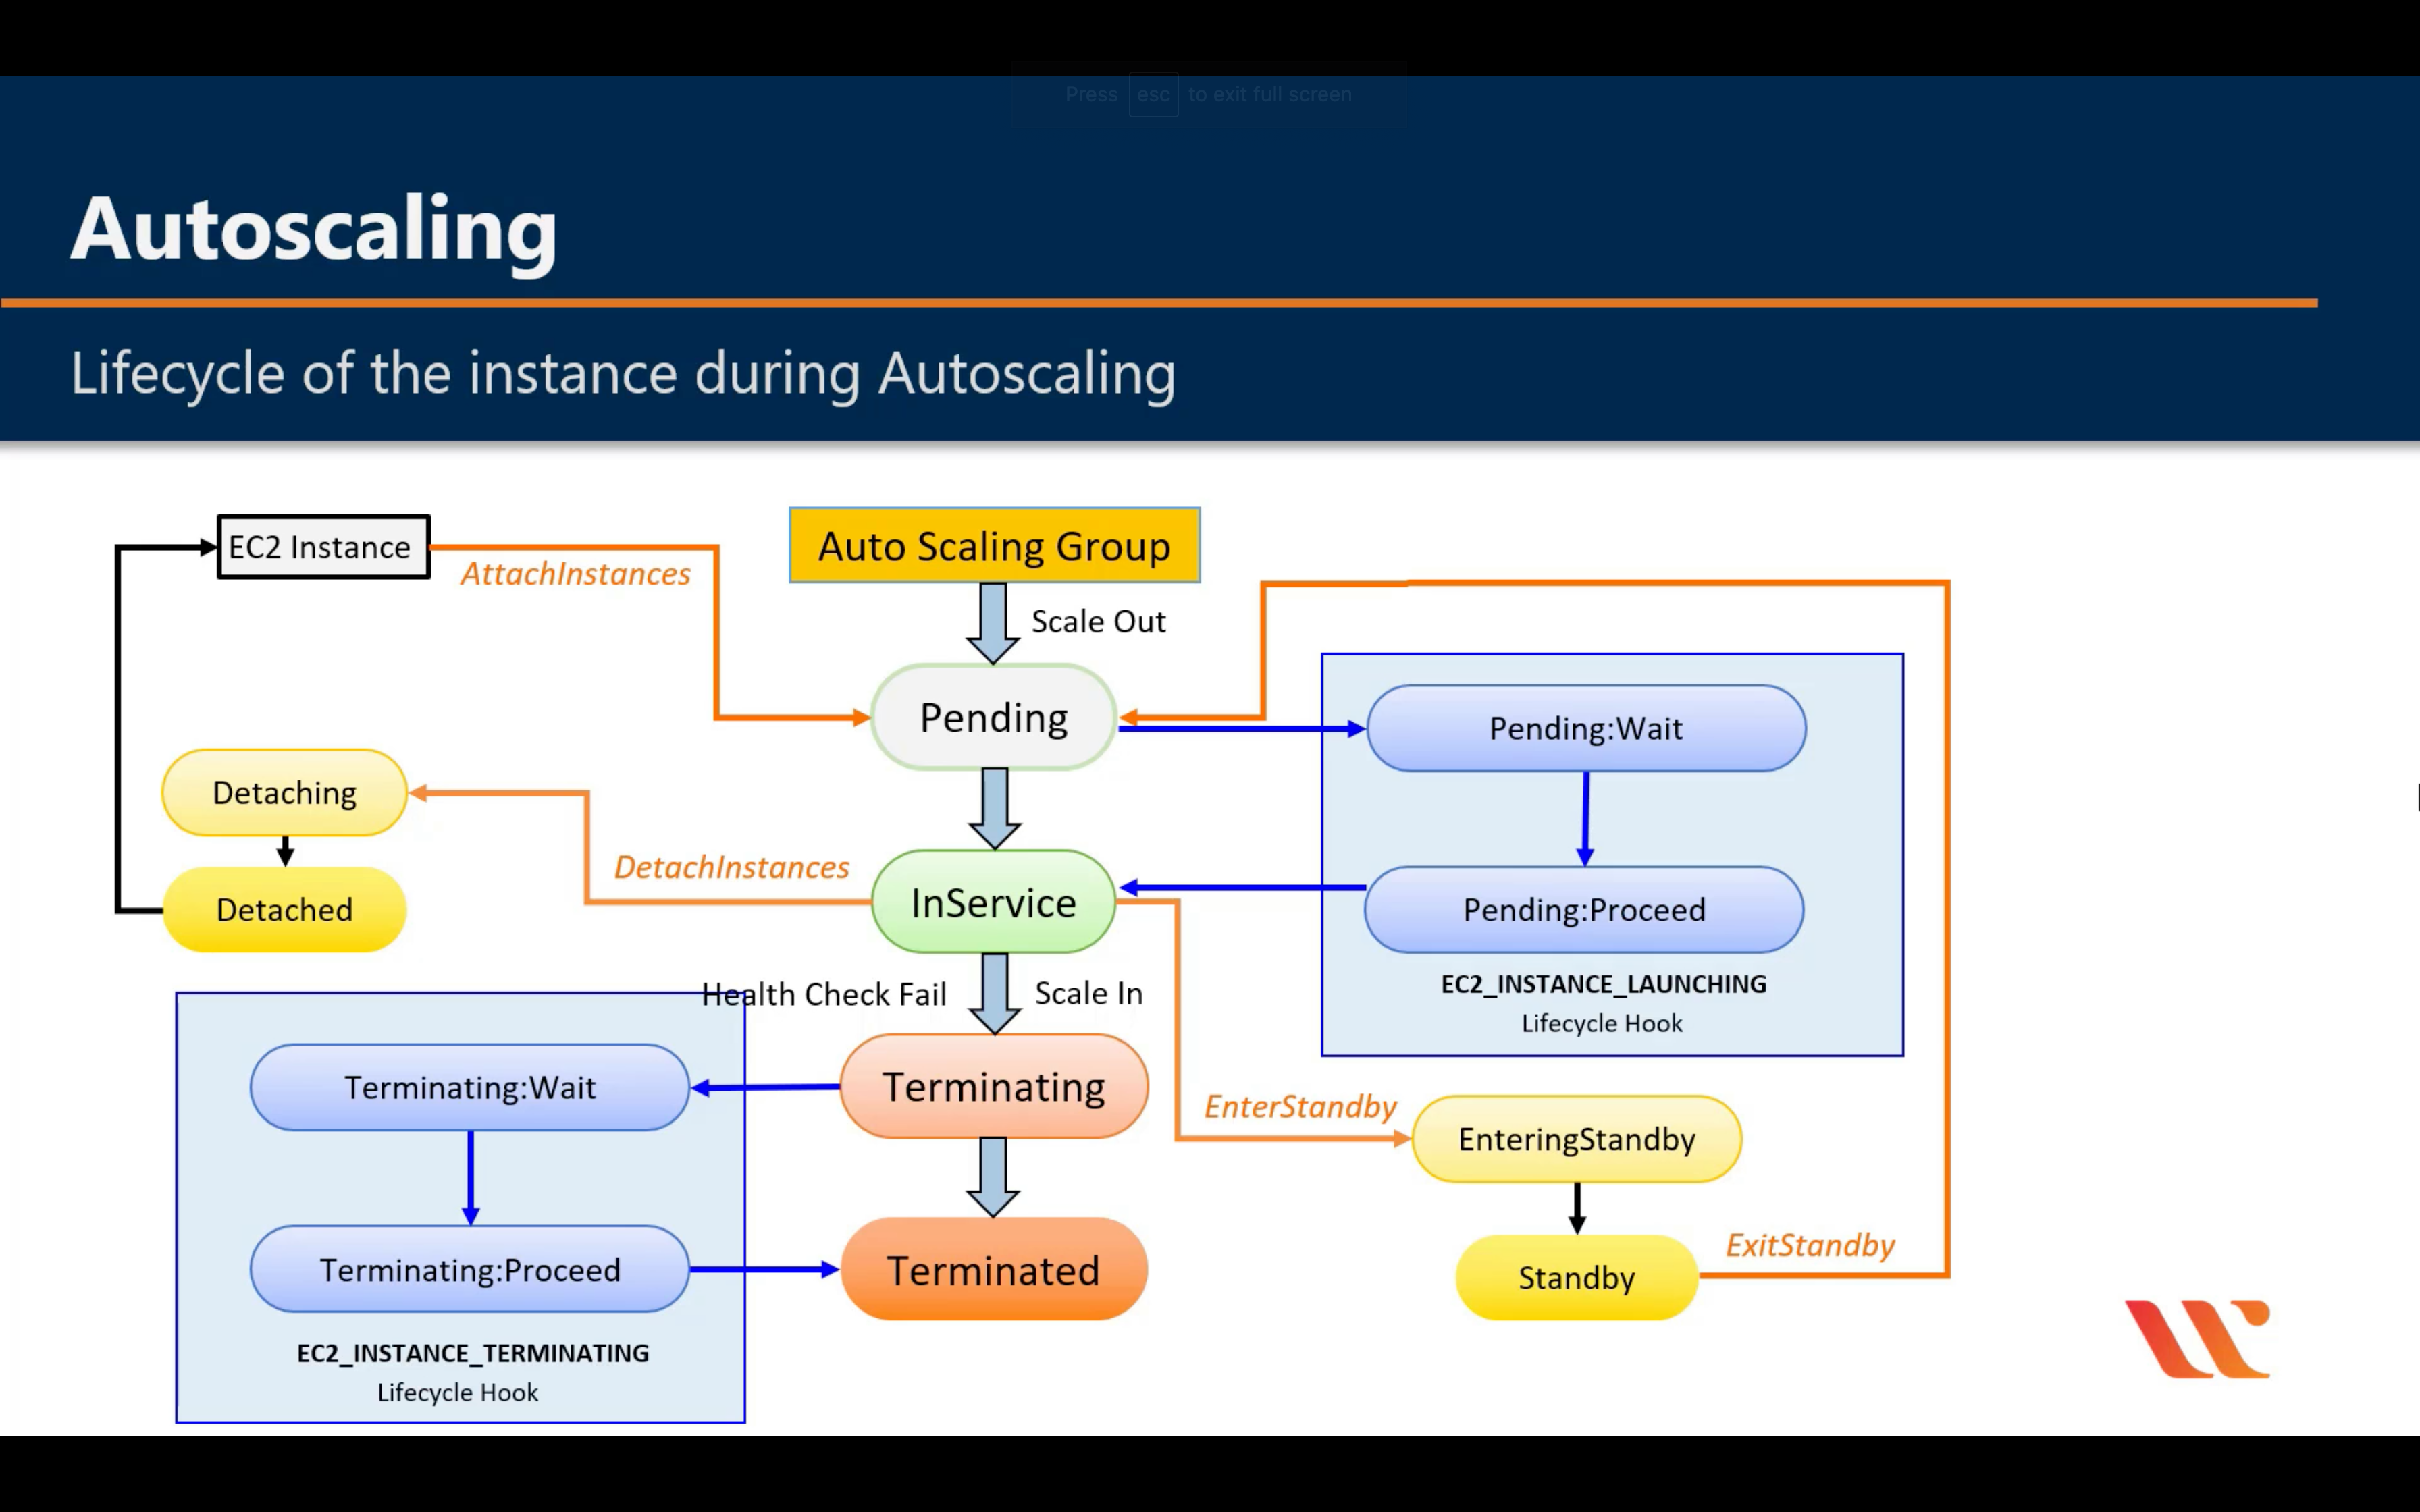 Press esc to exit full screen
Autoscaling
Lifecycle of the instance during Autoscaling
EC2 Instance
AttachInstances
Auto Scaling Group
Scale Out
Pending
Pending:Wait
Detaching
DetachInstances
InService
Detached
Pending:Proceed
EC2_INSTANCE_LAUNCHING
Lifecycle Hook
Health Check Fail
Scale In
Terminating:Wait
Terminating
EnterStandby
EnteringStandby
Terminating:Proceed
Terminated
Standby
ExitStandby
EC2_INSTANCE_TERMINATING
Lifecycle Hook